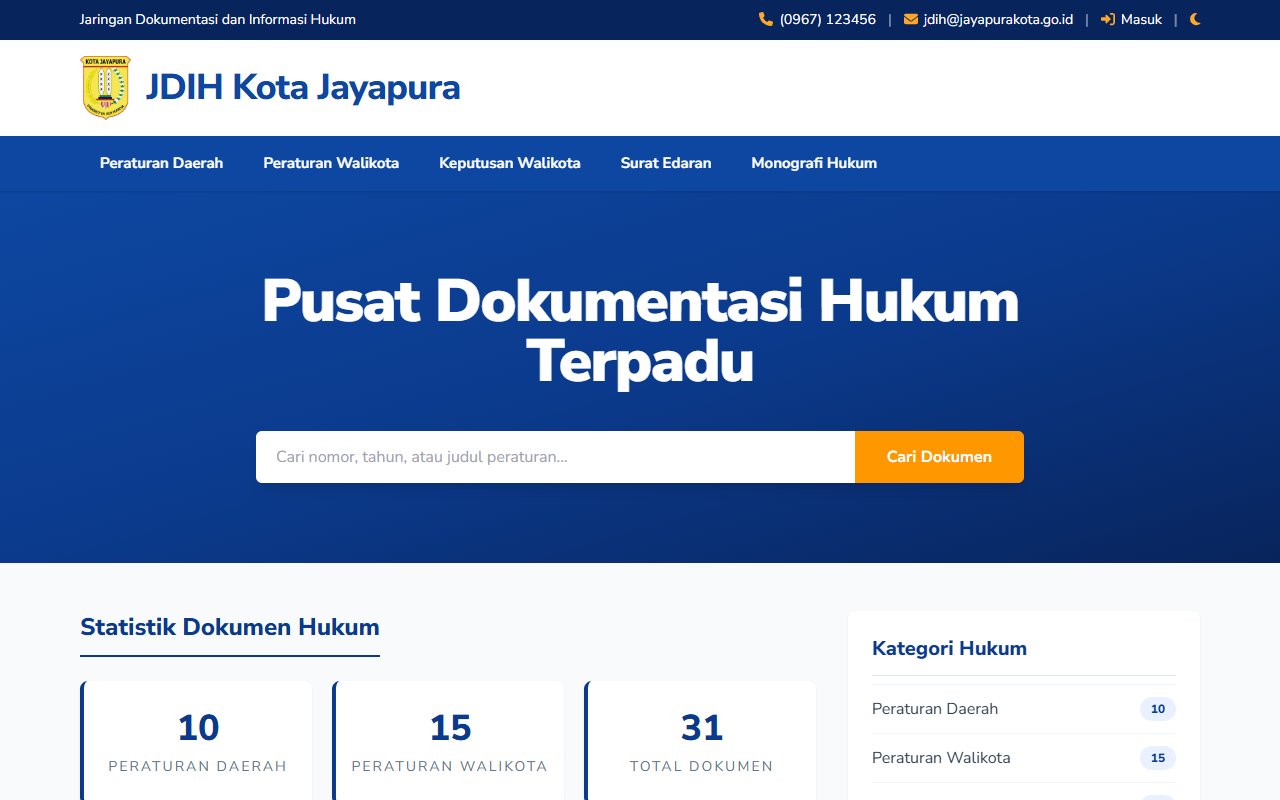 Jaringan Dokumentasi dan Informasi Hukum
(0967) 123456 | jdih@jayapurakota.go.id | Masuk |
KOTA JAYAPURA
JDIH Kota Jayapura
Peraturan Daerah Peraturan Walikota Keputusan Walikota Surat Edaran Monografi Hukum
Pusat Dokumentasi Hukum
Terpadu
Cari nomor, tahun, atau judul peraturan...
Cari Dokumen
Statistik Dokumen Hukum
10
PERATURAN DAERAH
15
PERATURAN WALIKOTA
31
TOTAL DOKUMEN
Kategori Hukum
Peraturan Daerah 10
Peraturan Walikota 15